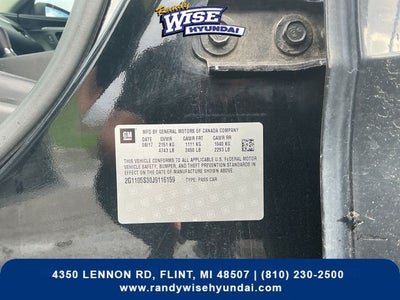 Randy
WISE
HYUNDAI
GM
MFD BY GENERAL MOTORS OF CANADA COMPANY
DATE GVWR GAWR FRT GAWR RR
08/17 2151 KG 1111 KG 1040 KG
4743 LB 2450 LB 2293 LB
THIS VEHICLE CONFORMS TO ALL APPLICABLE U.S. FEDERAL MOTOR
VEHICLE SAFETY, BUMPER, AND THEFT PREVENTION STANDARDS IN
EFFECT ON THE DATE OF MANUFACTURE SHOWN ABOVE.
2G1105S30J9116159 TYPE: PASS CAR
4350 LENNON RD, FLINT, MI 48507 | (810) 230-2500
www.randywisehyundai.com